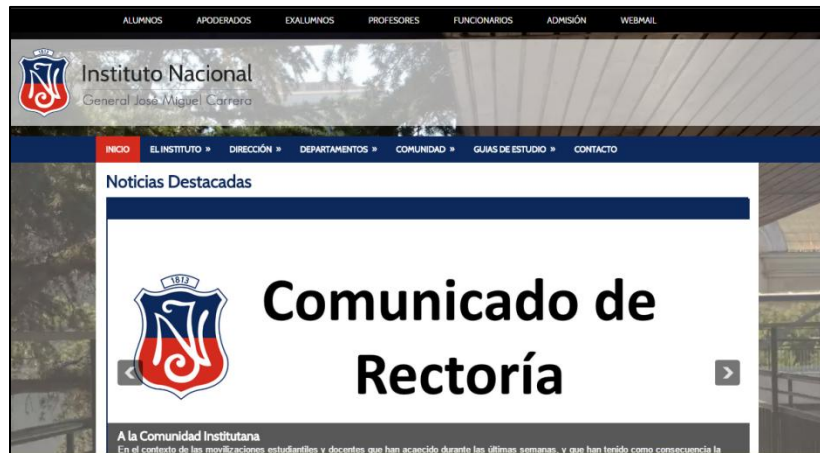 ALUMNOS APODERADOS EXALUMNOS PROFESORES FUNCIONARIOS ADMISIÓN WEBMAIL
1813
Instituto Nacional
General José Miguel Carrera
INICIO EL INSTITUTO » DIRECCIÓN » DEPARTAMENTOS » COMUNIDAD » GUIAS DE ESTUDIO » CONTACTO
Noticias Destacadas
1813
Comunicado de
Rectoría
A la Comunidad Institutana
En el contexto de las movilizaciones estudiantiles y docentes que han acaecido durante las últimas semanas, y que han tenido como consecuencia la